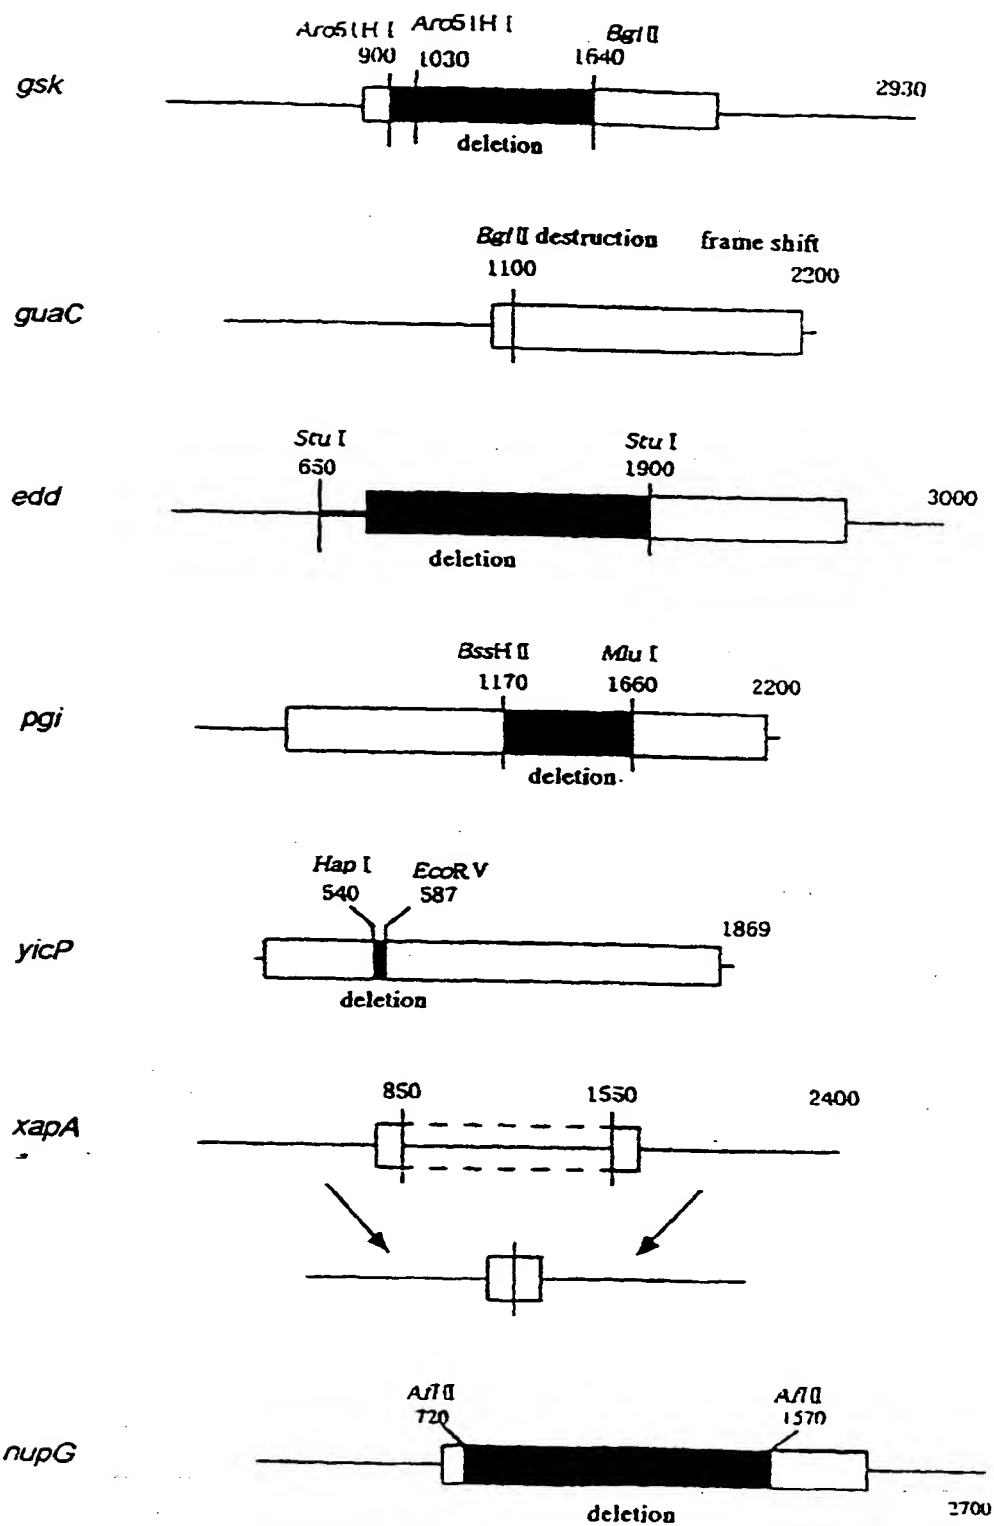 Aro51H I Aro51H I Bgl II
900 1030 1640
gsk 2930
deletion
Bgl II destruction frame shift
1100 2200
guaC
Stu I Stu I
650 1900
edd 3000
deletion
BssH II Mlu I
1170 1660 2200
pgi
deletion
Hap I EcoR V
540 587
1869
yicP
deletion
850 1550 2400
xapA
Afl II Afl II
720 1570
nupG
deletion 2700